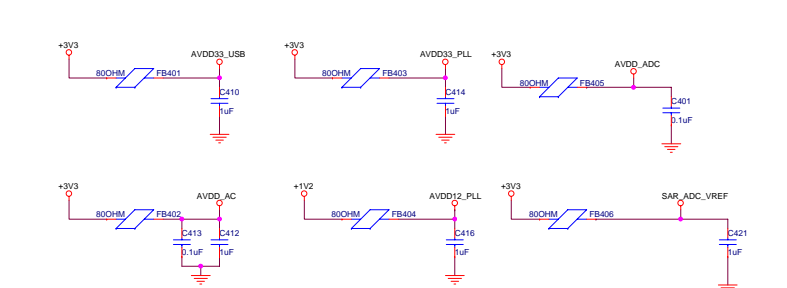 +3V3
AVDD33_USB
80OHM
FB401
C410
1uF
+3V3
AVDD33_PLL
80OHM
FB403
C414
1uF
+3V3
AVDD_ADC
80OHM
FB405
C401
0.1uF
+3V3
AVDD_AC
80OHM
FB402
C413
0.1uF
C412
1uF
+1V2
AVDD12_PLL
80OHM
FB404
C416
1uF
+3V3
SAR_ADC_VREF
80OHM
FB406
C421
1uF